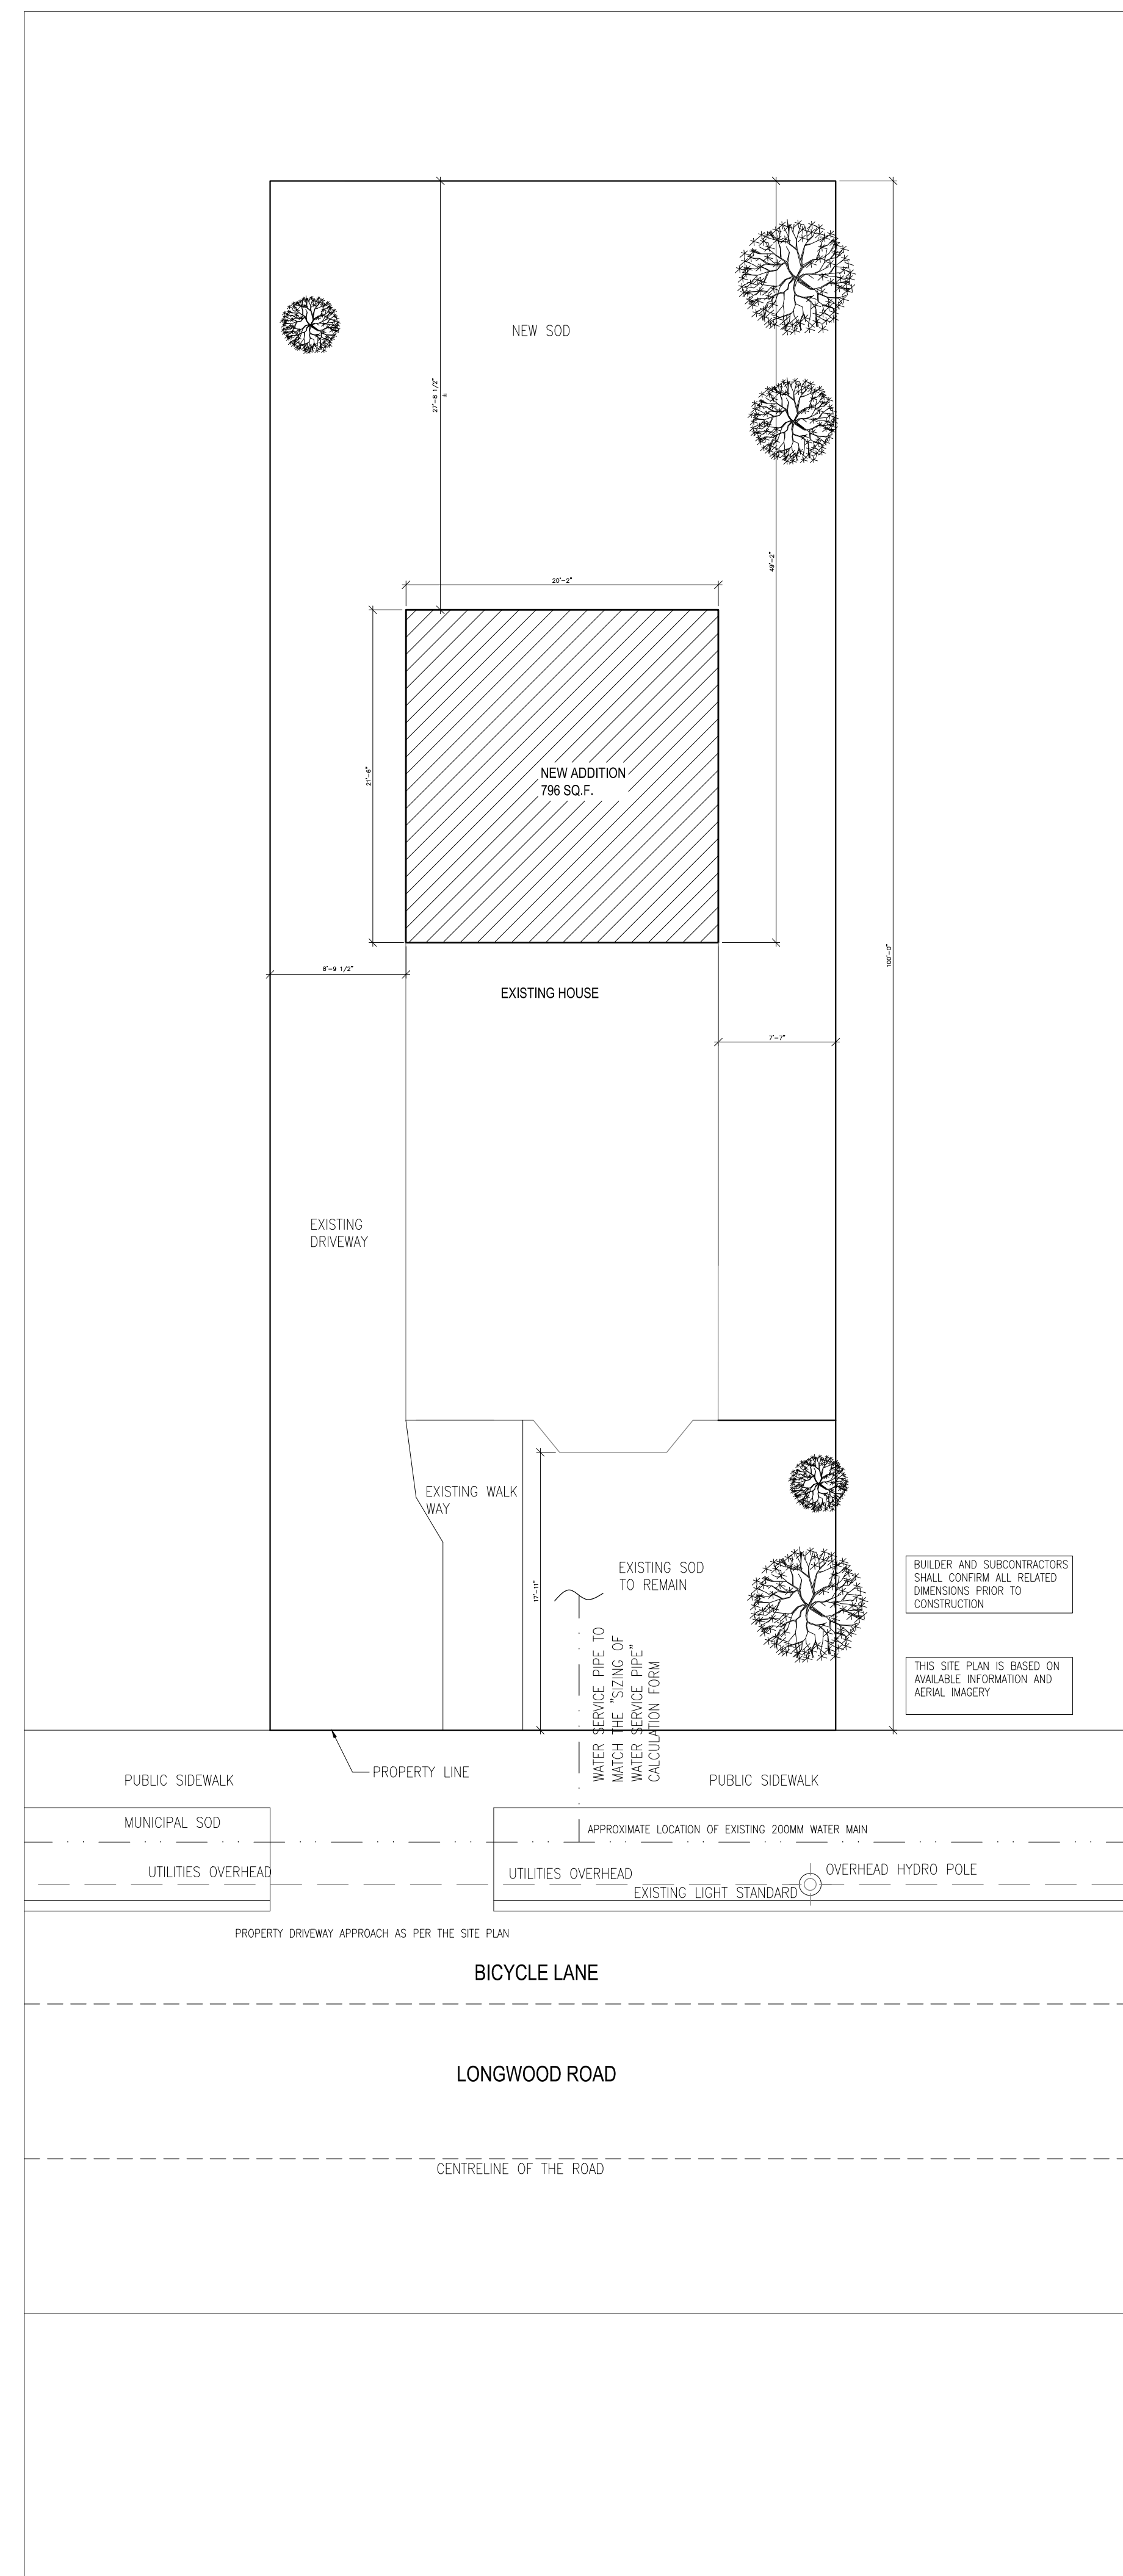 NEW SOD
27'-8 1/2"
±
49'-2"
20'-2"
21'-6"
NEW ADDITION
796 SQ.F.
100'-0"
8'-9 1/2"
EXISTING HOUSE
7'-7"
EXISTING
DRIVEWAY
EXISTING WALK
WAY
17'-11"
EXISTING SOD
TO REMAIN
BUILDER AND SUBCONTRACTORS
SHALL CONFIRM ALL RELATED
DIMENSIONS PRIOR TO
CONSTRUCTION
WATER SERVICE PIPE TO
MATCH THE "SIZING OF
WATER SERVICE PIPE"
CALCULATION FORM
THIS SITE PLAN IS BASED ON
AVAILABLE INFORMATION AND
AERIAL IMAGERY
PROPERTY LINE
PUBLIC SIDEWALK
PUBLIC SIDEWALK
MUNICIPAL SOD
APPROXIMATE LOCATION OF EXISTING 200MM WATER MAIN
UTILITIES OVERHEAD
UTILITIES OVERHEAD
OVERHEAD HYDRO POLE
EXISTING LIGHT STANDARD
PROPERTY DRIVEWAY APPROACH AS PER THE SITE PLAN
BICYCLE LANE
LONGWOOD ROAD
CENTRELINE OF THE ROAD